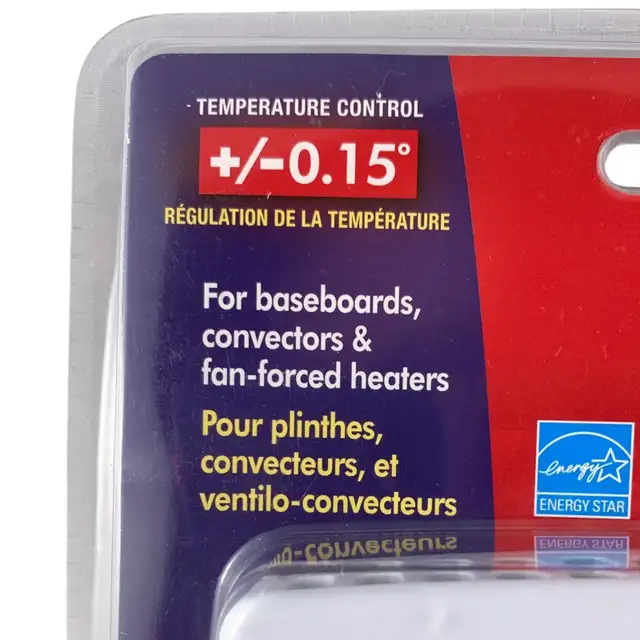 TEMPERATURE CONTROL
+/-0.15°
RÉGULATION DE LA TEMPÉRATURE
For baseboards,
convectors &
fan-forced heaters
Pour plinthes,
convecteurs, et
ventilo-convecteurs
energy
ENERGY STAR